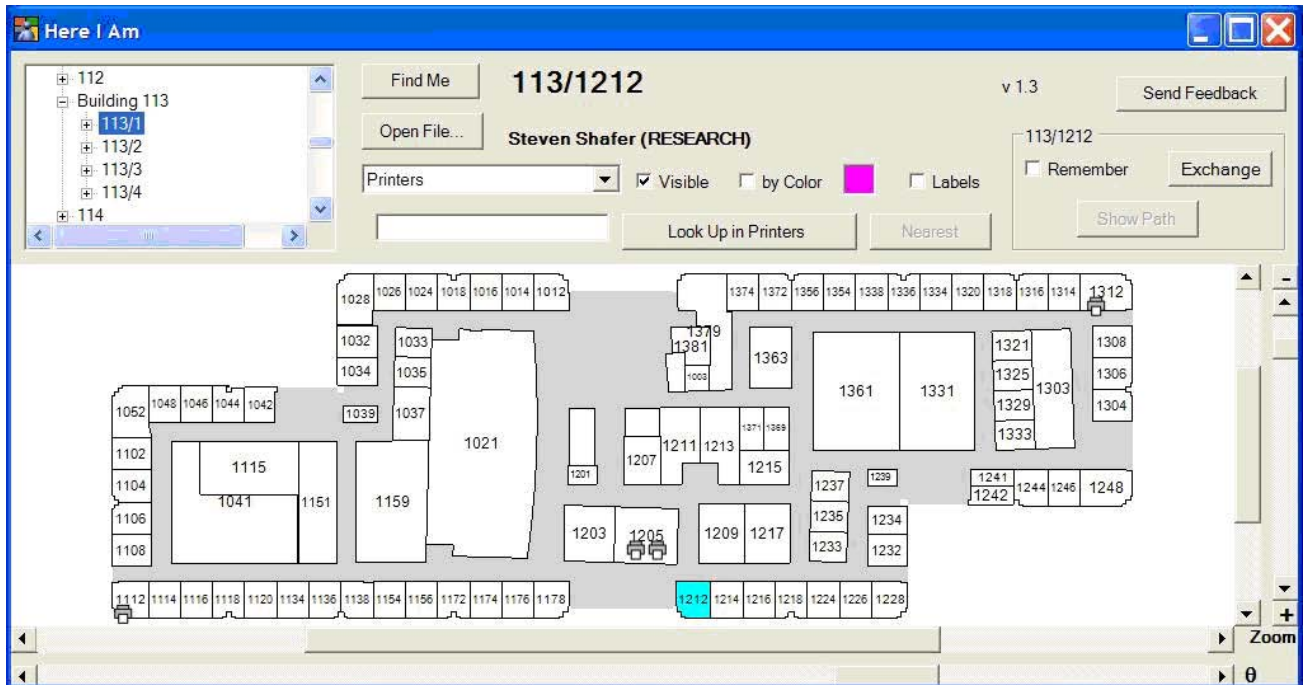 Here I Am
112
Building 113
113/1
113/2
113/3
113/4
114
Find Me
113/1212
v 1.3
Send Feedback
Open File...
Steven Shafer (RESEARCH)
113/1212
Printers
Visible
by Color
Labels
Remember
Exchange
Look Up in Printers
Nearest
Show Path
1028 1026 1024 1018 1016 1014 1012
1374 1372 1356 1354 1338 1336 1334 1320 1318 1316 1314 1312
1032 1033 1379 1381 1363 1321 1308
1034 1035 1003 1361 1331 1325 1303 1306
1052 1048 1046 1044 1042 1039 1037 1329 1304
1021 1211 1213 1371 1369 1333
1102 1115 1207 1215
1104 1041 1151 1159 1201 1237 1239 1241 1242 1244 1246 1248
1106 1203 1205 1209 1217 1235 1234
1108 1233 1232
1112 1114 1116 1118 1120 1134 1136 1138 1154 1156 1172 1174 1176 1178
1212 1214 1216 1218 1224 1226 1228
Zoom
θ